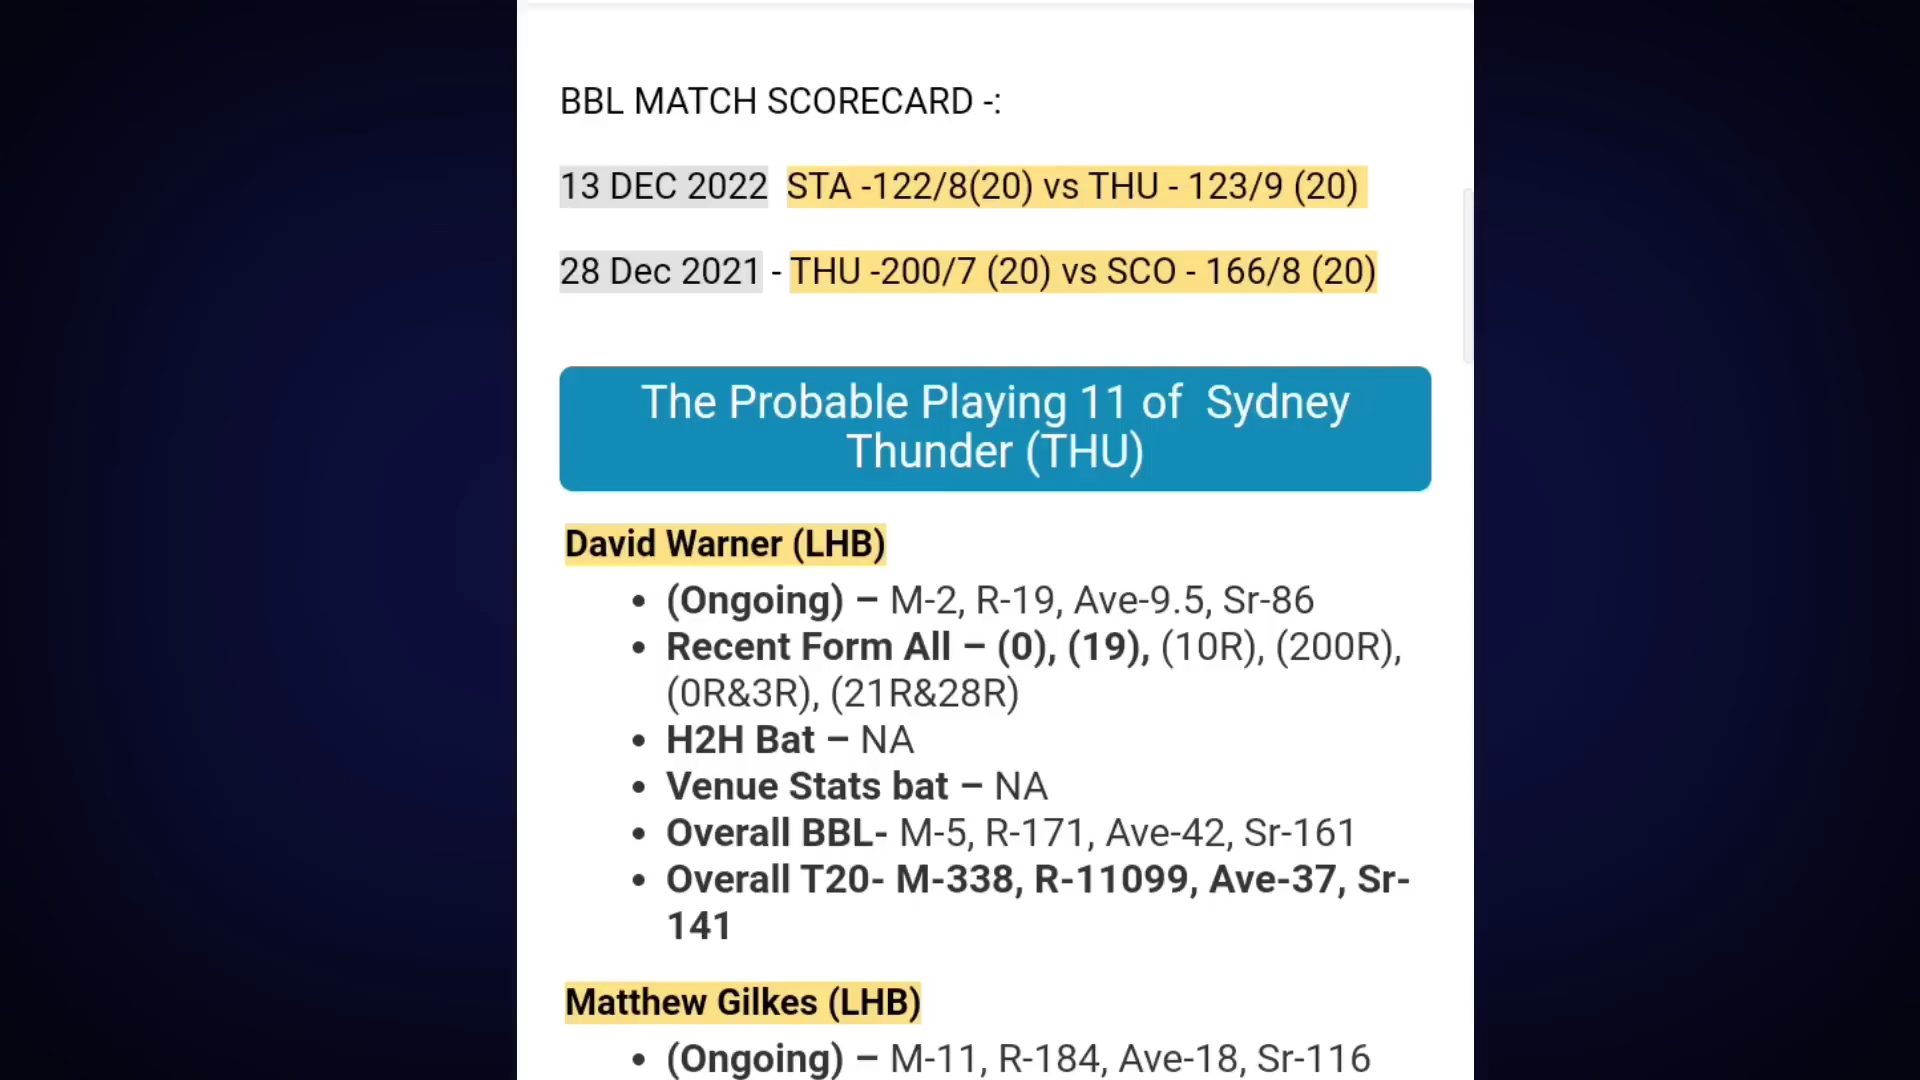 BBL MATCH SCORECARD -:
13 DEC 2022 STA -122/8(20) vs THU - 123/9 (20)
28 Dec 2021 - THU -200/7 (20) vs SCO - 166/8 (20)
The Probable Playing 11 of Sydney
Thunder (THU)
David Warner (LHB)
• (Ongoing) – M-2, R-19, Ave-9.5, Sr-86
• Recent Form All – (0), (19), (10R), (200R),
(0R&3R), (21R&28R)
• H2H Bat – NA
• Venue Stats bat – NA
• Overall BBL- M-5, R-171, Ave-42, Sr-161
• Overall T20- M-338, R-11099, Ave-37, Sr-
141
Matthew Gilkes (LHB)
• (Ongoing) – M-11, R-184, Ave-18, Sr-116